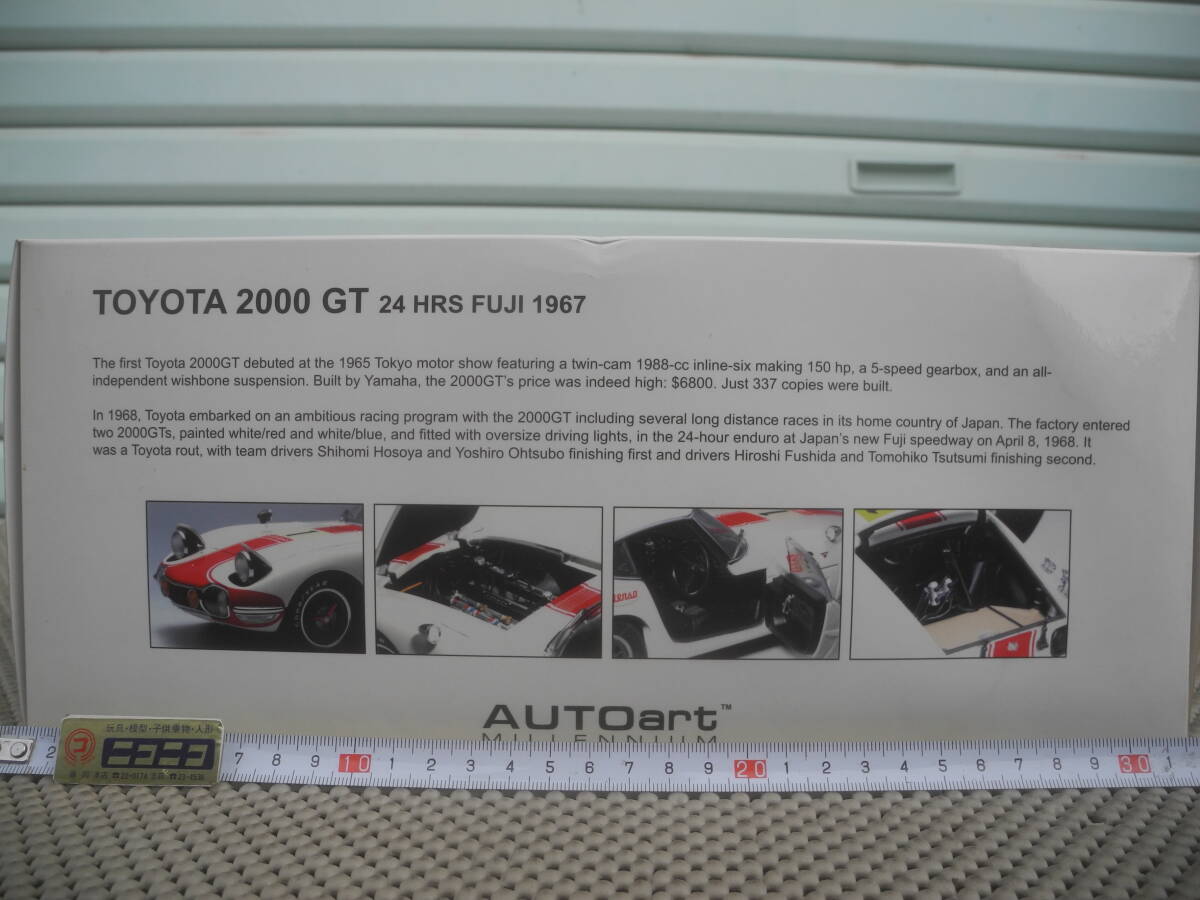 TOYOTA 2000 GT 24 HRS FUJI 1967
The first Toyota 2000GT debuted at the 1965 Tokyo motor show featuring a twin-cam 1988-cc inline-six making 150 hp, a 5-speed gearbox, and an all-
independent wishbone suspension. Built by Yamaha, the 2000GT's price was indeed high: $6800. Just 337 copies were built.
In 1968, Toyota embarked on an ambitious racing program with the 2000GT including several long distance races in its home country of Japan. The factory entered
two 2000GTs, painted white/red and white/blue, and fitted with oversize driving lights, in the 24-hour enduro at Japan's new Fuji speedway on April 8, 1968. It
was a Toyota rout, with team drivers Shihomi Hosoya and Yoshiro Ohtsubo finishing first and drivers Hiroshi Fushida and Tomohiko Tsutsumi finishing second.
AUTOart™
MILLENNIUM
玩具・模型・子供乗物・人形
コ ニコニコ
2 7 8 9 10 1 2 3 4 5 6 7 8 9 20 1 2 3 4 5 6 7 8 9 30 1